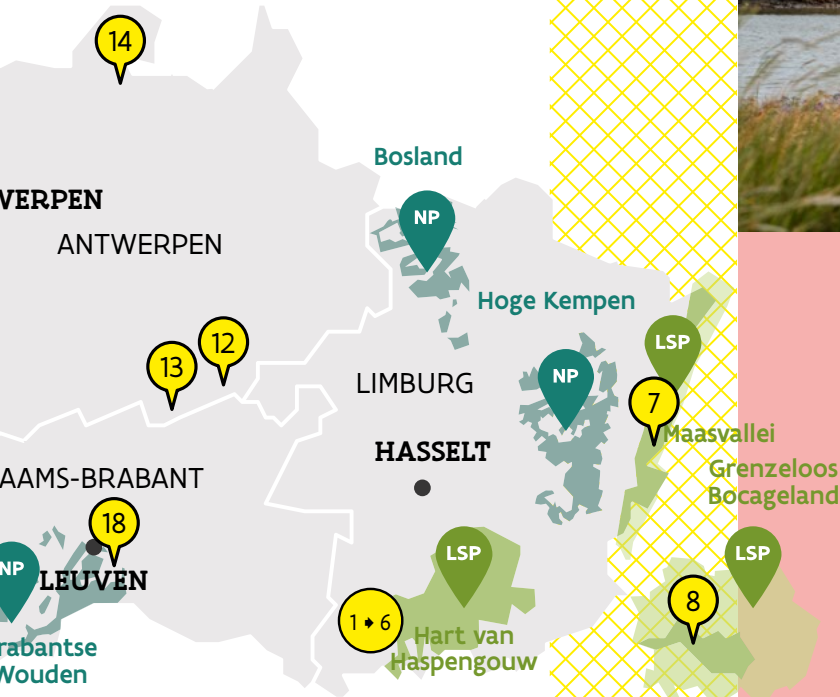 14
Bosland
WERPEN
NP
ANTWERPEN
Hoge Kempen
12
LSP
13
NP
LIMBURG
7
Maasvallei
HASSELT
Grenzeloos
Bocageland
AAMS-BRABANT
18
LSP
LSP
NP
LEUVEN
8
1 ➧ 6
Hart van
Haspengouw
rabantse
Wouden